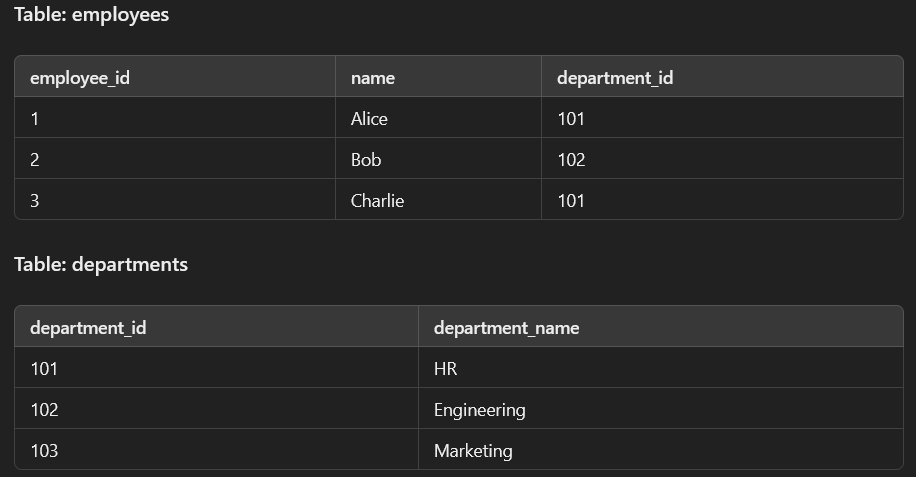 Table: employees
employee_id name department_id
1 Alice 101
2 Bob 102
3 Charlie 101
Table: departments
department_id department_name
101 HR
102 Engineering
103 Marketing